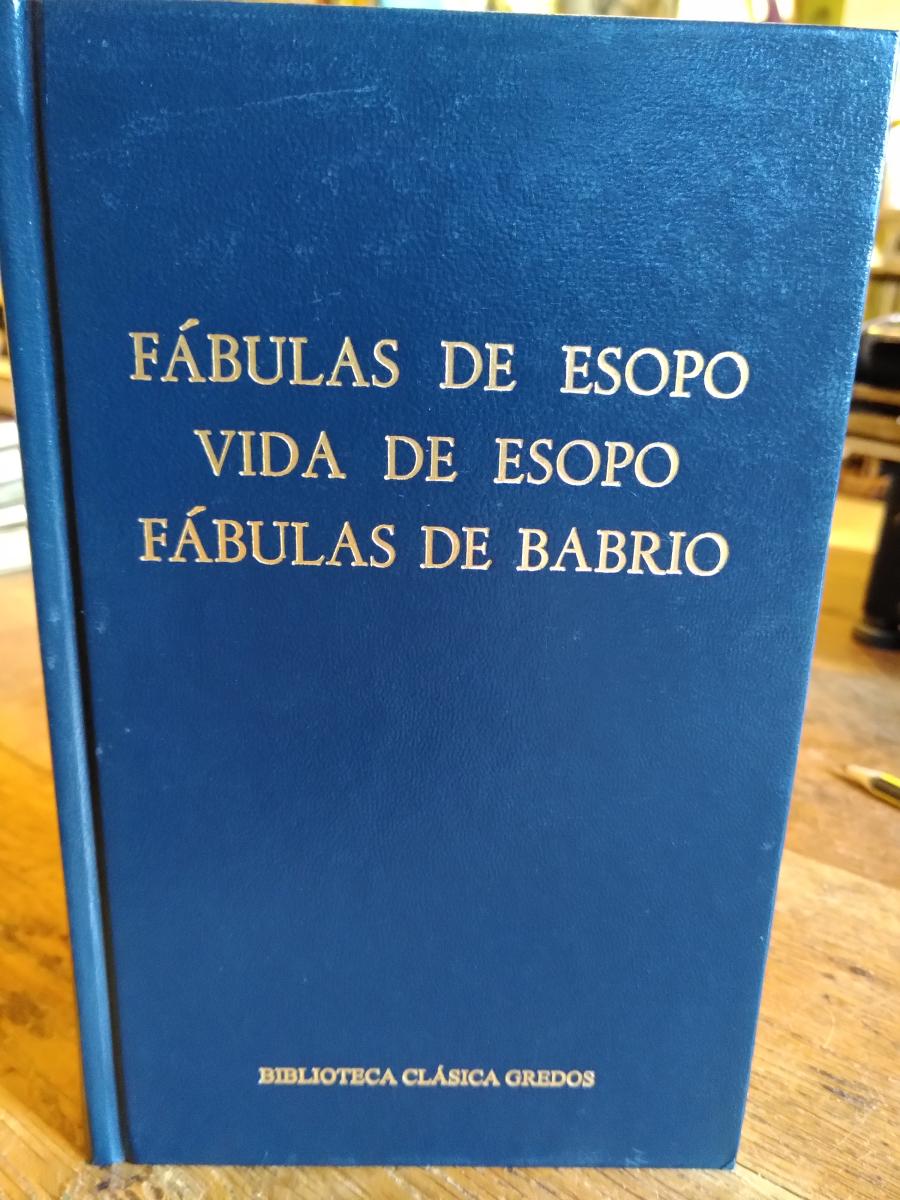 FÁBULAS DE ESOPO
VIDA DE ESOPO
FÁBULAS DE BABRIO
BIBLIOTECA CLÁSICA GREDOS